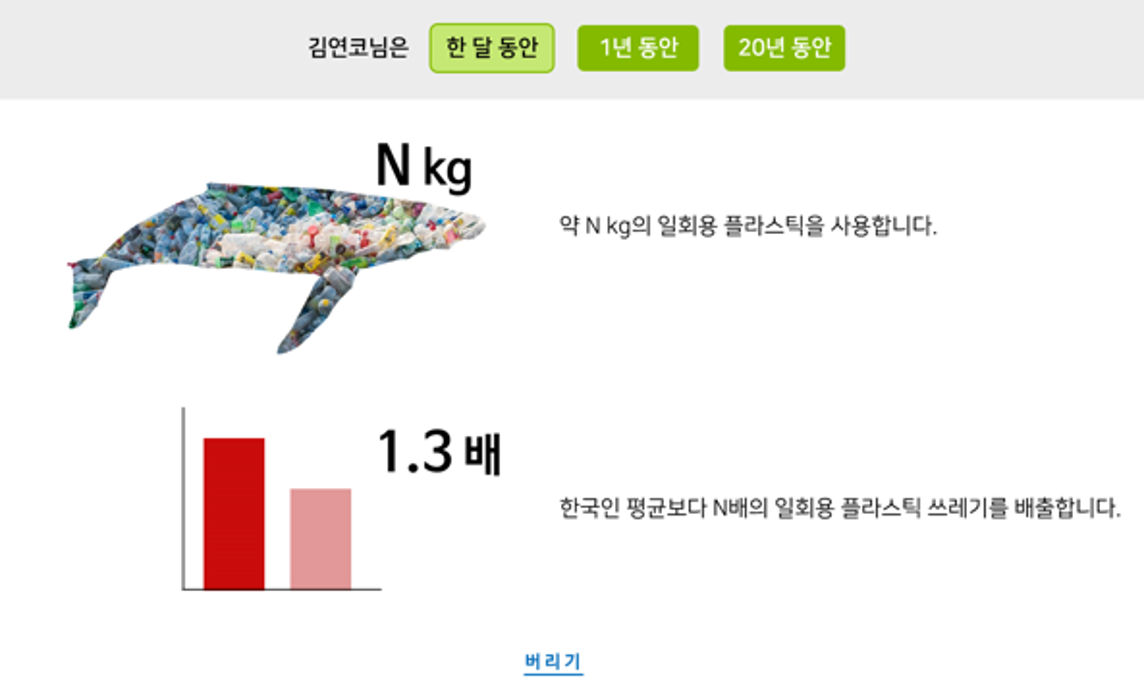 김연코님은 한 달 동안 1년 동안 20년 동안
N kg
약 N kg의 일회용 플라스틱을 사용합니다.
1.3 배
한국인 평균보다 N배의 일회용 플라스틱 쓰레기를 배출합니다.
버리기